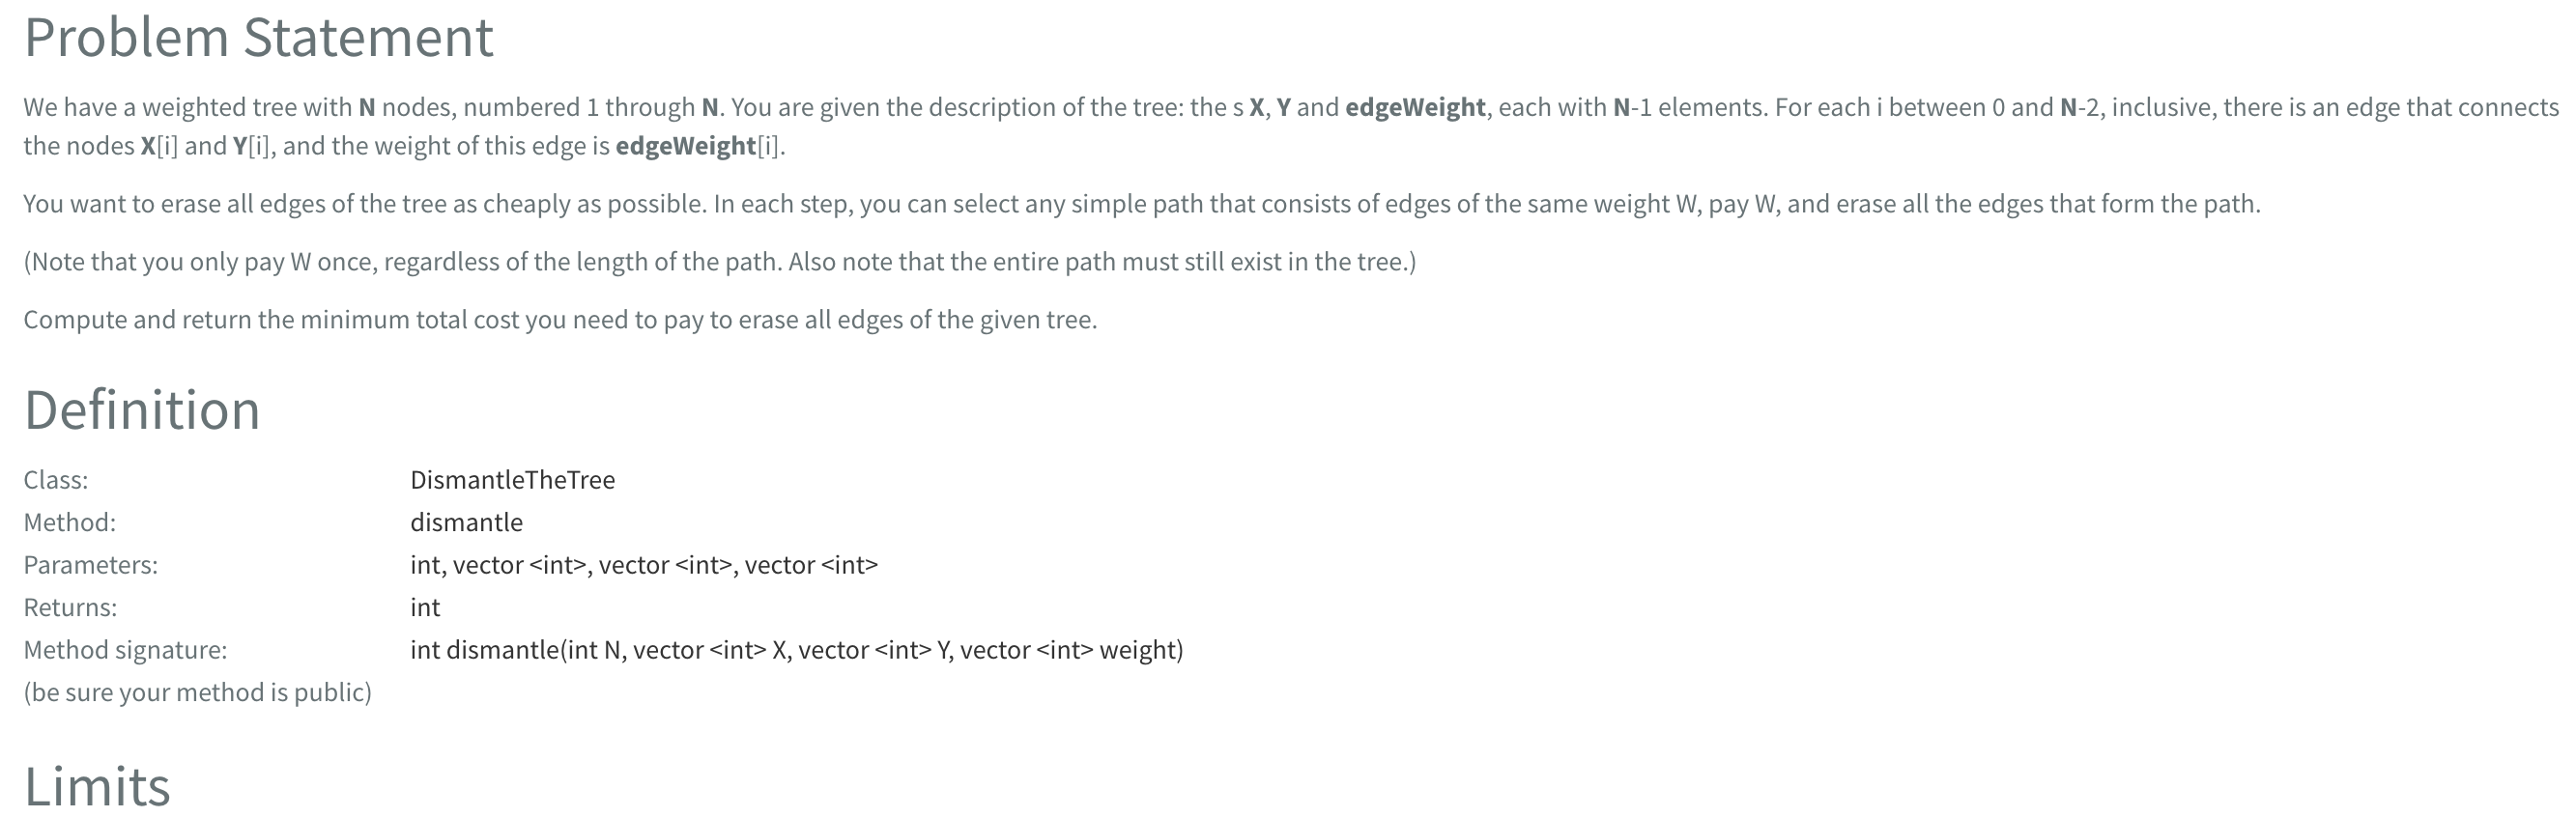 Problem Statement
We have a weighted tree with N nodes, numbered 1 through N. You are given the description of the tree: the s X, Y and edgeWeight, each with N-1 elements. For each i between 0 and N-2, inclusive, there is an edge that connects
the nodes X[i] and Y[i], and the weight of this edge is edgeWeight[i].
You want to erase all edges of the tree as cheaply as possible. In each step, you can select any simple path that consists of edges of the same weight W, pay W, and erase all the edges that form the path.
(Note that you only pay W once, regardless of the length of the path. Also note that the entire path must still exist in the tree.)
Compute and return the minimum total cost you need to pay to erase all edges of the given tree.
Definition
Class: DismantleTheTree
Method: dismantle
Parameters: int, vector <int>, vector <int>, vector <int>
Returns: int
Method signature: int dismantle(int N, vector <int> X, vector <int> Y, vector <int> weight)
(be sure your method is public)
Limits